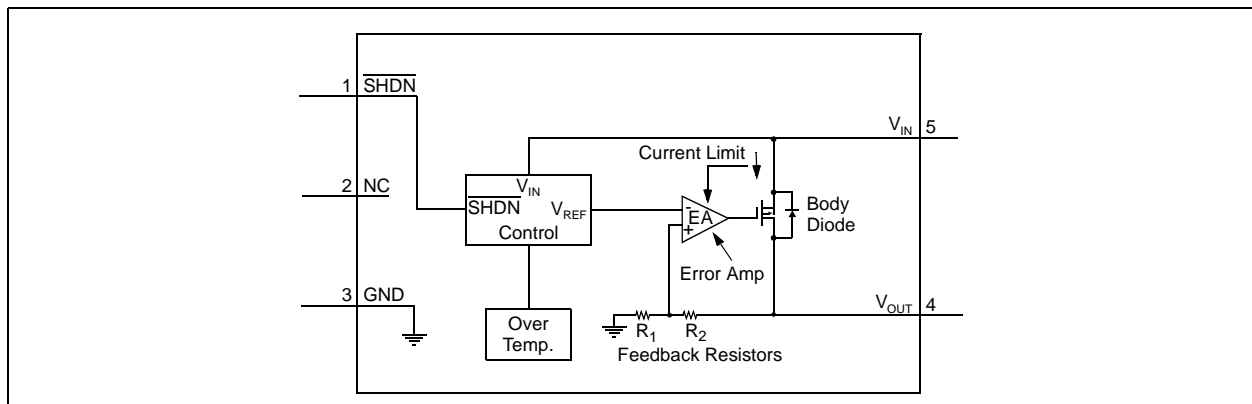 1 SHDN
2 NC
3 GND
V_IN 5
V_OUT 4
V_IN
SHDN
V_REF
Control
Over
Temp.
Current Limit
-
EA
+
Error Amp
Body
Diode
R_1 R_2
Feedback Resistors